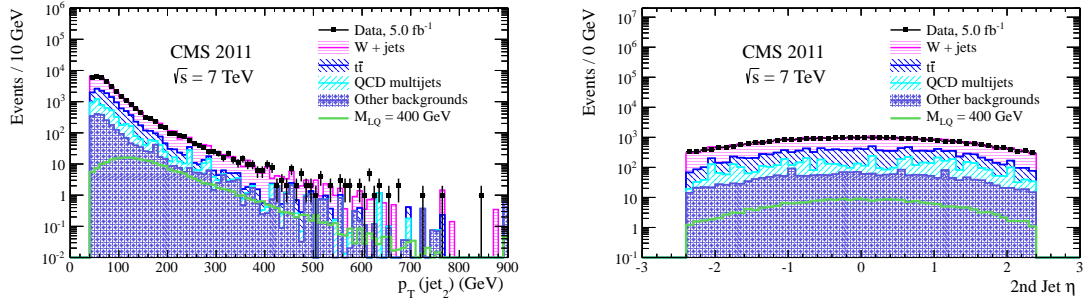 Events / 10 GeV
10^6
10^5
10^4
10^3
10^2
10
1
10^-1
10^-2
CMS 2011
√s = 7 TeV
Data, 5.0 fb^-1
W + jets
tt̄
QCD multijets
Other backgrounds
M_LQ = 400 GeV
0 100 200 300 400 500 600 700 800 900
p_T (jet_2) (GeV)
Events / 0 GeV
10^7
10^6
10^5
10^4
10^3
10^2
10
1
10^-1
CMS 2011
√s = 7 TeV
Data, 5.0 fb^-1
W + jets
tt̄
QCD multijets
Other backgrounds
M_LQ = 400 GeV
-3 -2 -1 0 1 2 3
2nd Jet η